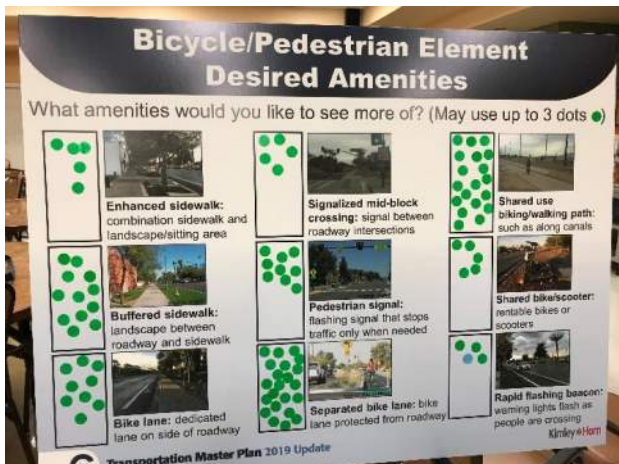 Bicycle/Pedestrian Element
Desired Amenities
What amenities would you like to see more of? (May use up to 3 dots )
Enhanced sidewalk:
combination sidewalk and
landscape/sitting area
Signalized mid-block
crossing: signal between
roadway intersections
Shared use
biking/walking path:
such as along canals
Buffered sidewalk:
landscape between
roadway and sidewalk
Pedestrian signal:
flashing signal that stops
traffic only when needed
Shared bike/scooter:
rentable bikes or
scooters
Bike lane: dedicated
lane on side of roadway
Separated bike lane: bike
lane protected from roadway
Rapid flashing beacon:
warning lights flash as
people are crossing
Transportation Master Plan 2019 Update
Kimley»Horn